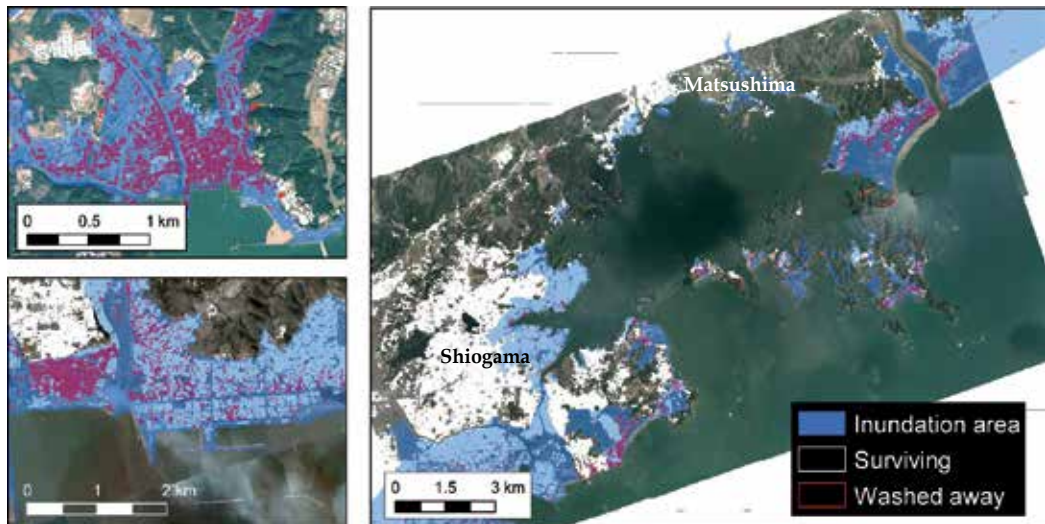 0 0.5 1 km
0 1 2 km
Matsushima
Shiogama
0 1.5 3 km
Inundation area
Surviving
Washed away